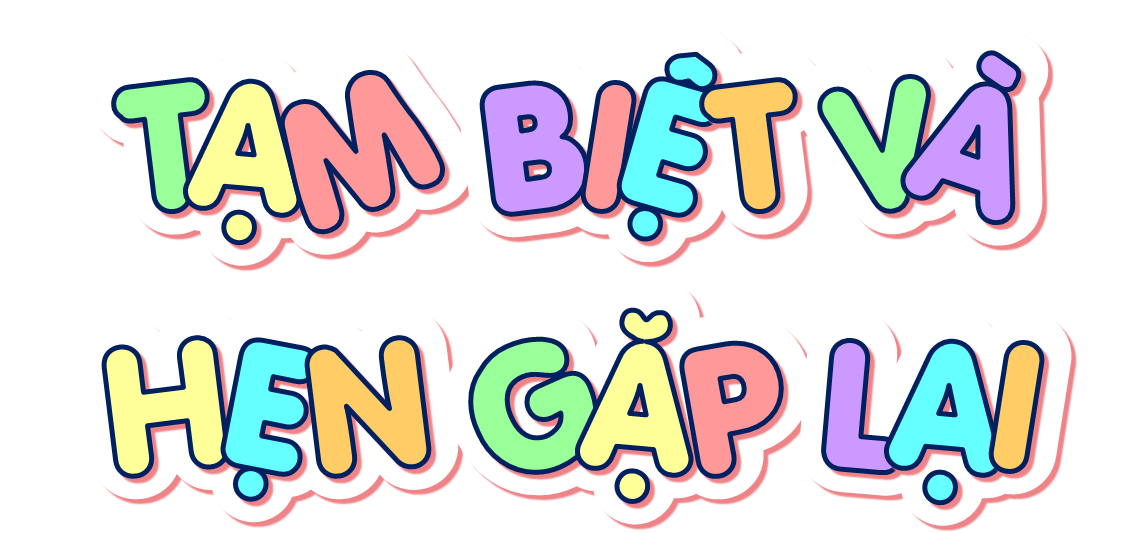 TẠM BIỆT VÀ
HẸN GẶP LẠI